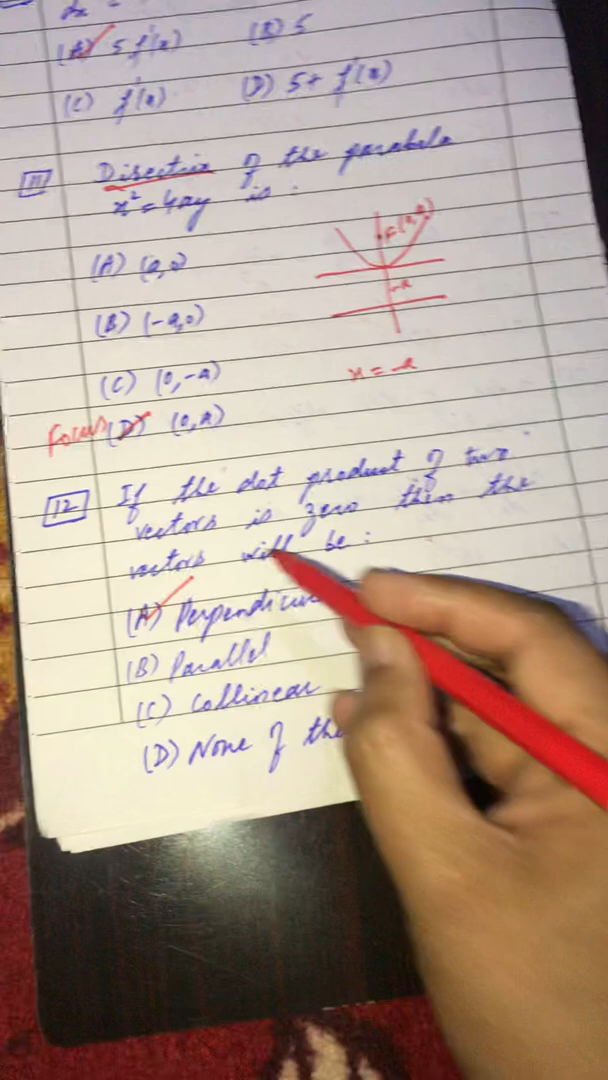 (A) 5 f'(x) (B) 5
(C) f'(x) (D) 5 + f'(x)
11 Directrix of the parabola
x² = 4ay is :
(A) (a,0)
(B) (-a,0)
(C) (0,-a)
Focus (D) (0,a)
F(0,a)
-a
x = -a
12 If the dot product of two
vectors is zero then the
vectors will be :
(A) Perpendicu
(B) Parallel
(C) Collinear
(D) None of the